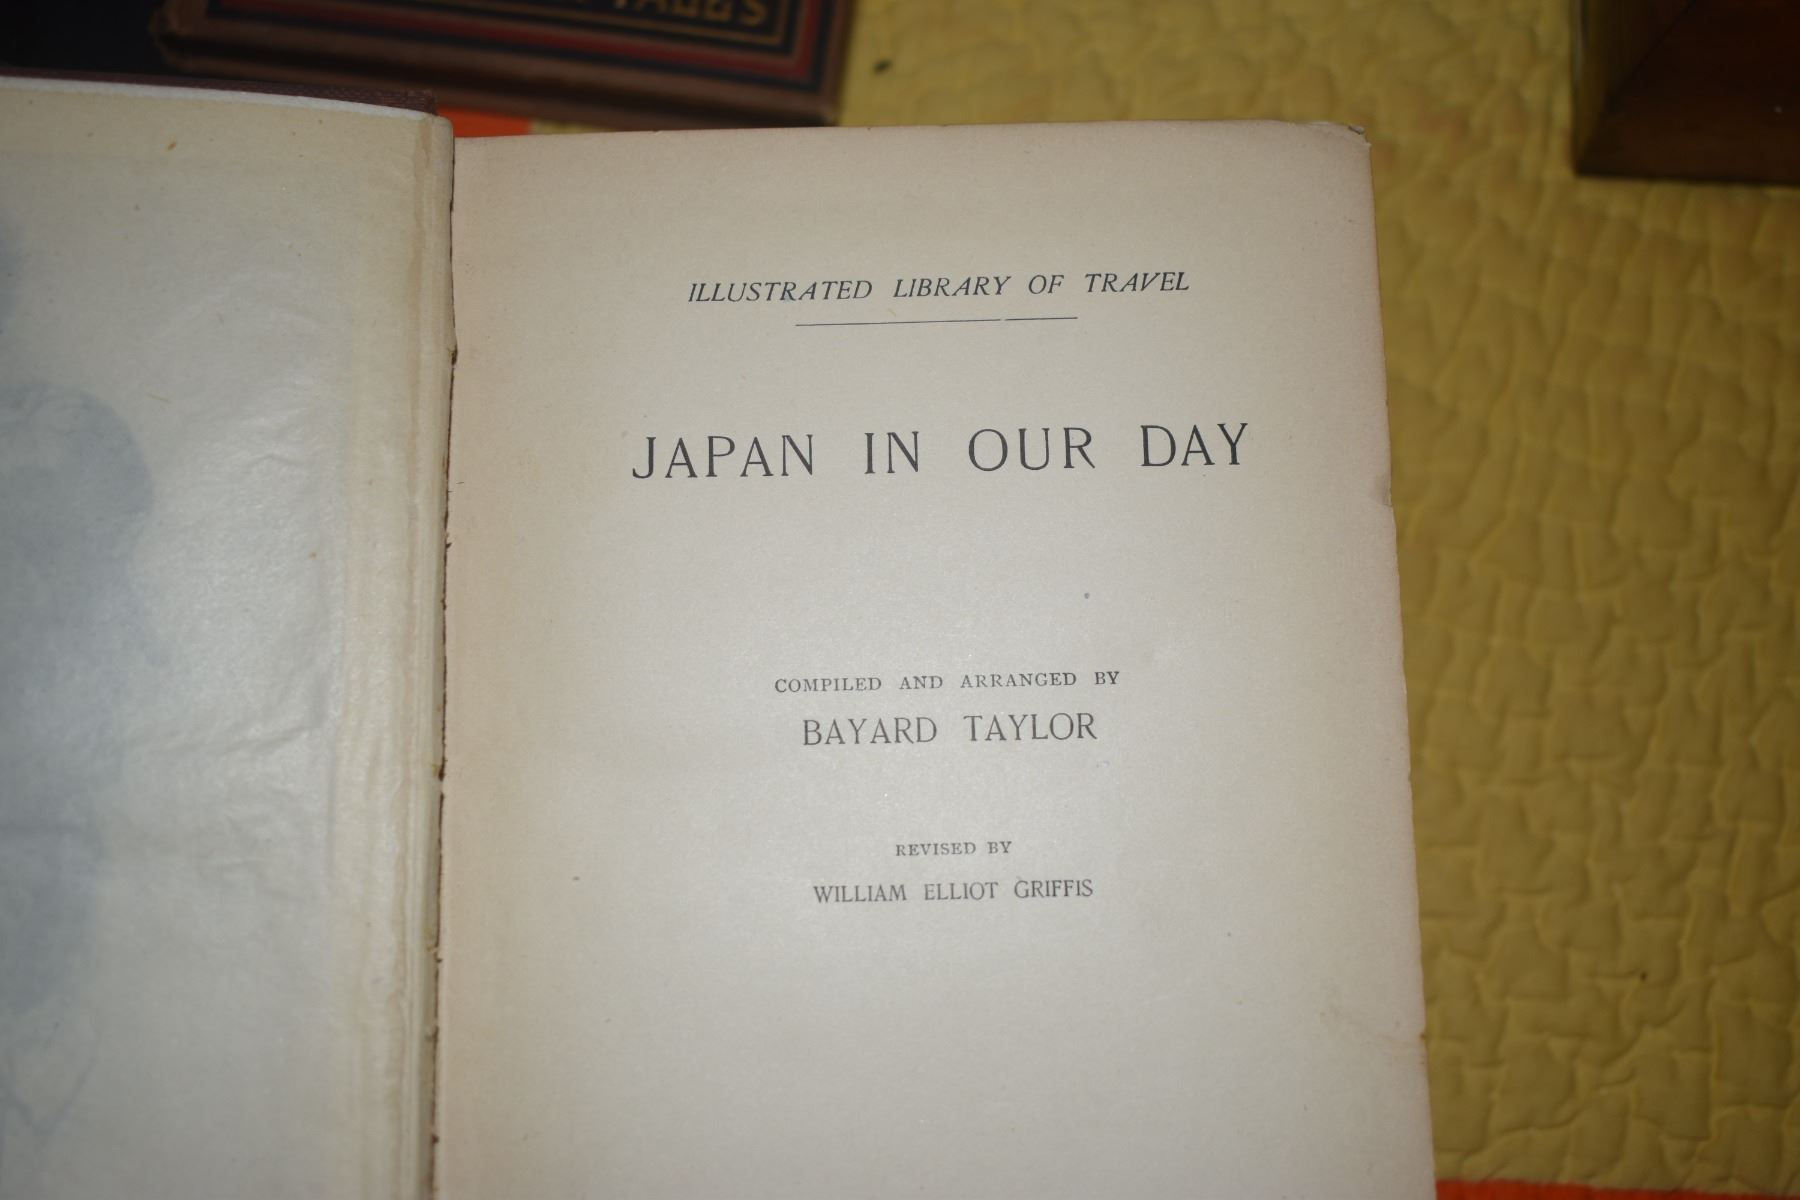 ILLUSTRATED LIBRARY OF TRAVEL
JAPAN IN OUR DAY
COMPILED AND ARRANGED BY
BAYARD TAYLOR
REVISED BY
WILLIAM ELLIOT GRIFFIS